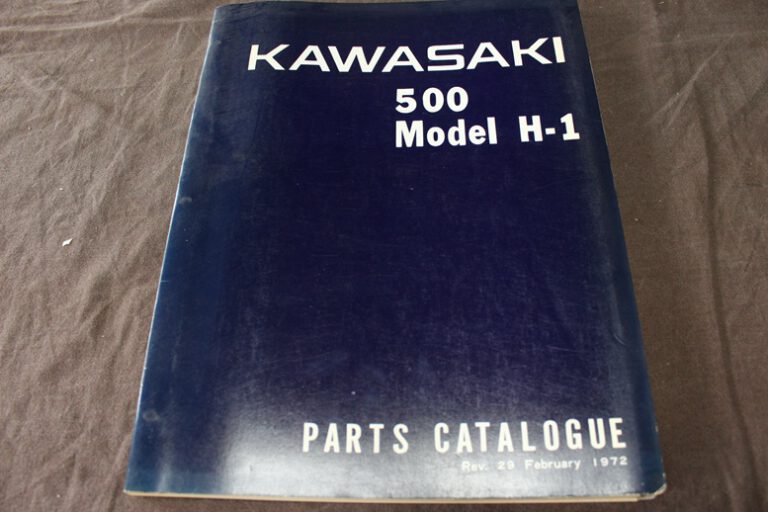 KAWASAKI
500
Model H-1
PARTS CATALOGUE
Rev. 29 February 1972